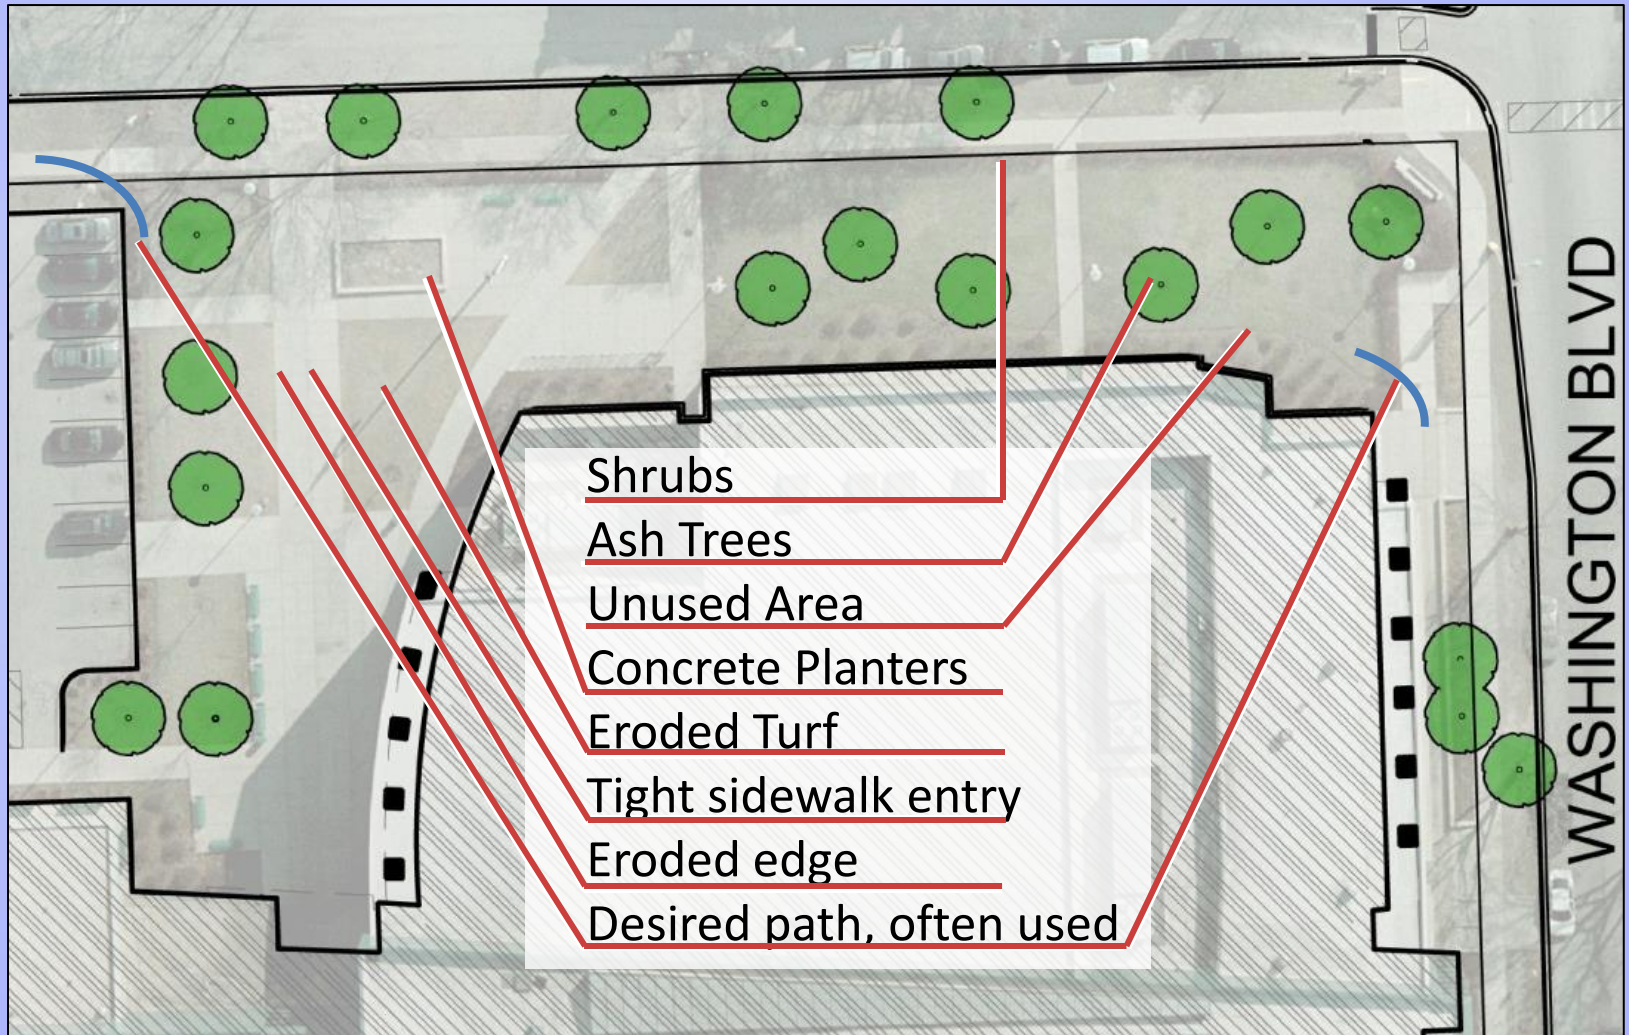 Shrubs
Ash Trees
Unused Area
Concrete Planters
Eroded Turf
Tight sidewalk entry
Eroded edge
Desired path, often used
WASHINGTON BLVD